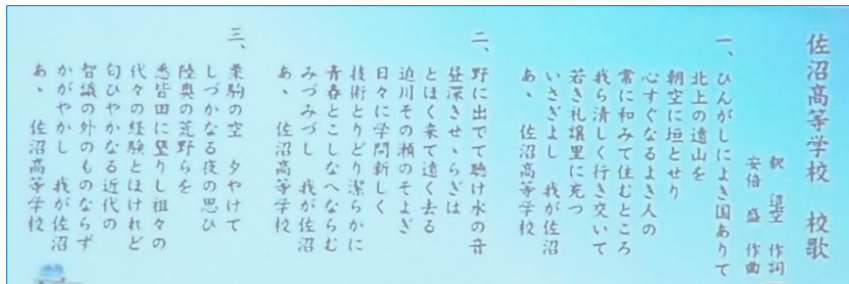 佐沼高等学校 校歌
釈 迢空 作詞
安倍 盛 作曲
一、ひんがしによき国ありて
北上の遠山を
朝空に垣とせり
心すぐなるよき人の
常に和みて住むところ
我ら清しく行き交いて
若き礼譲里に充つ
いさぎよし 我が佐沼
あゝ 佐沼高等学校
二、野に出でて聴け水の音
昼深きせゝらぎは
とほく来て遠く去る
迫川その瀬のそよぎ
日々に学問新しく
技術とりどり潔らかに
青春とこしなへならむ
みづみづし 我が佐沼
あゝ 佐沼高等学校
三、栗駒の空 夕やけて
しづかなる夜の思ひ
陸奥の荒野らを
悉皆田に墾りし祖々の
代々の経験とほけれど
匂ひやかなる近代の
智識の外のものならず
かがやかし 我が佐沼
あゝ 佐沼高等学校